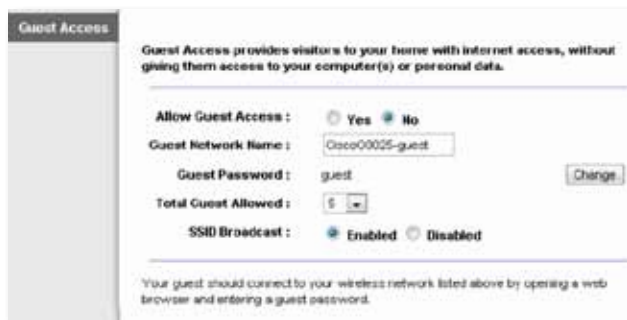 Guest Access
Guest Access provides visitors to your home with internet access, without
giving them access to your computer(s) or personal data.
Allow Guest Access : Yes No
Guest Network Name : Cisco00025-guest
Guest Password : guest Change
Total Guest Allowed : 5
SSID Broadcast : Enabled Disabled
Your guest should connect to your wireless network listed above by opening a web
browser and entering a guest password.